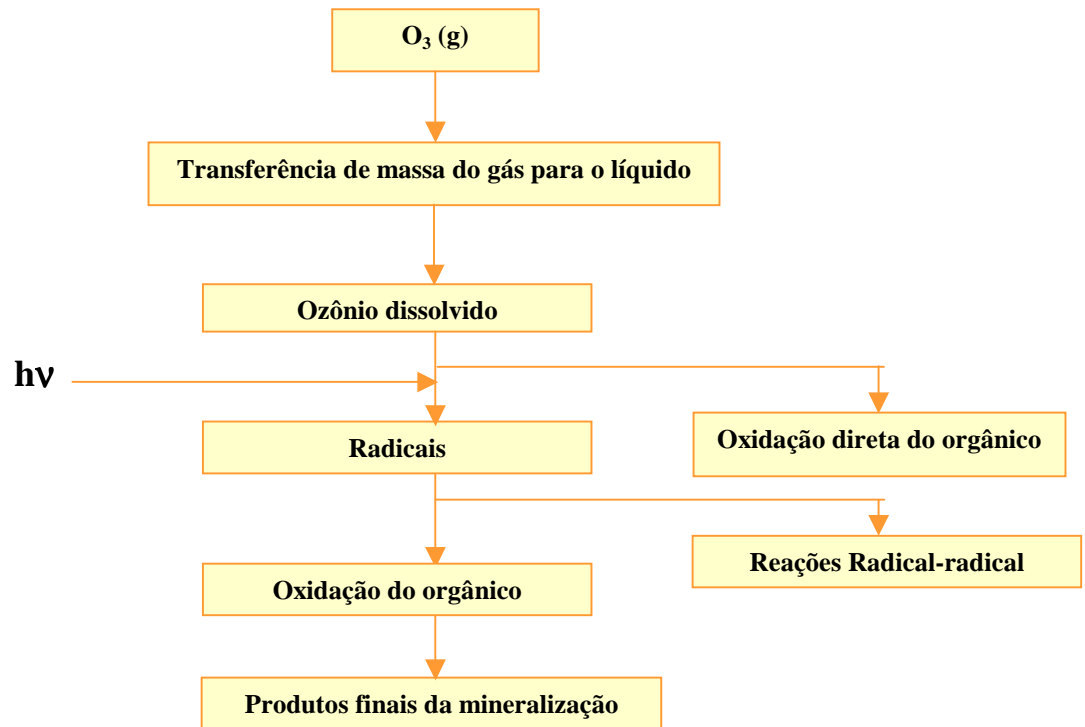 O₃ (g)
Transferência de massa do gás para o líquido
Ozônio dissolvido
hν
Radicais
Oxidação direta do orgânico
Reações Radical-radical
Oxidação do orgânico
Produtos finais da mineralização